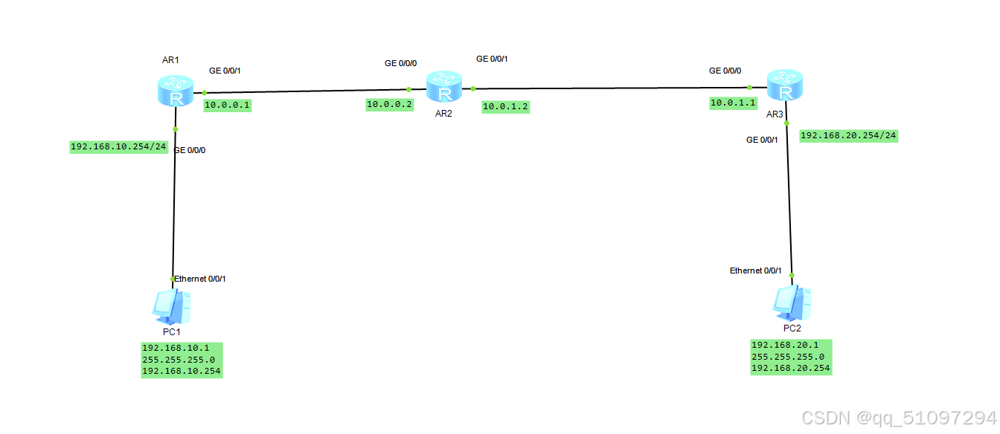 AR1
GE 0/0/1
GE 0/0/0
GE 0/0/1
GE 0/0/0
R
R
R
10.0.0.1
10.0.0.2
10.0.1.2
10.0.1.1
AR2
AR3
192.168.10.254/24
GE 0/0/0
GE 0/0/1
192.168.20.254/24
Ethernet 0/0/1
Ethernet 0/0/1
PC1
192.168.10.1
255.255.255.0
192.168.10.254
PC2
192.168.20.1
255.255.255.0
192.168.20.254
CSDN @qq_51097294